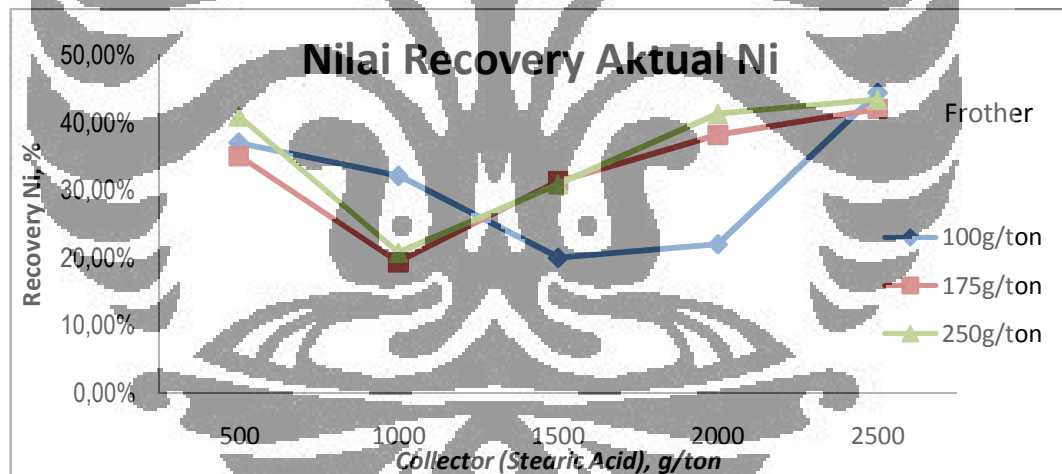 Nilai Recovery Aktual Ni
Recovery Ni, %
50,00%
40,00%
30,00%
20,00%
10,00%
0,00%
500 1000 1500 2000 2500
Collector (Stearic Acid), g/ton
Frother
100g/ton
175g/ton
250g/ton